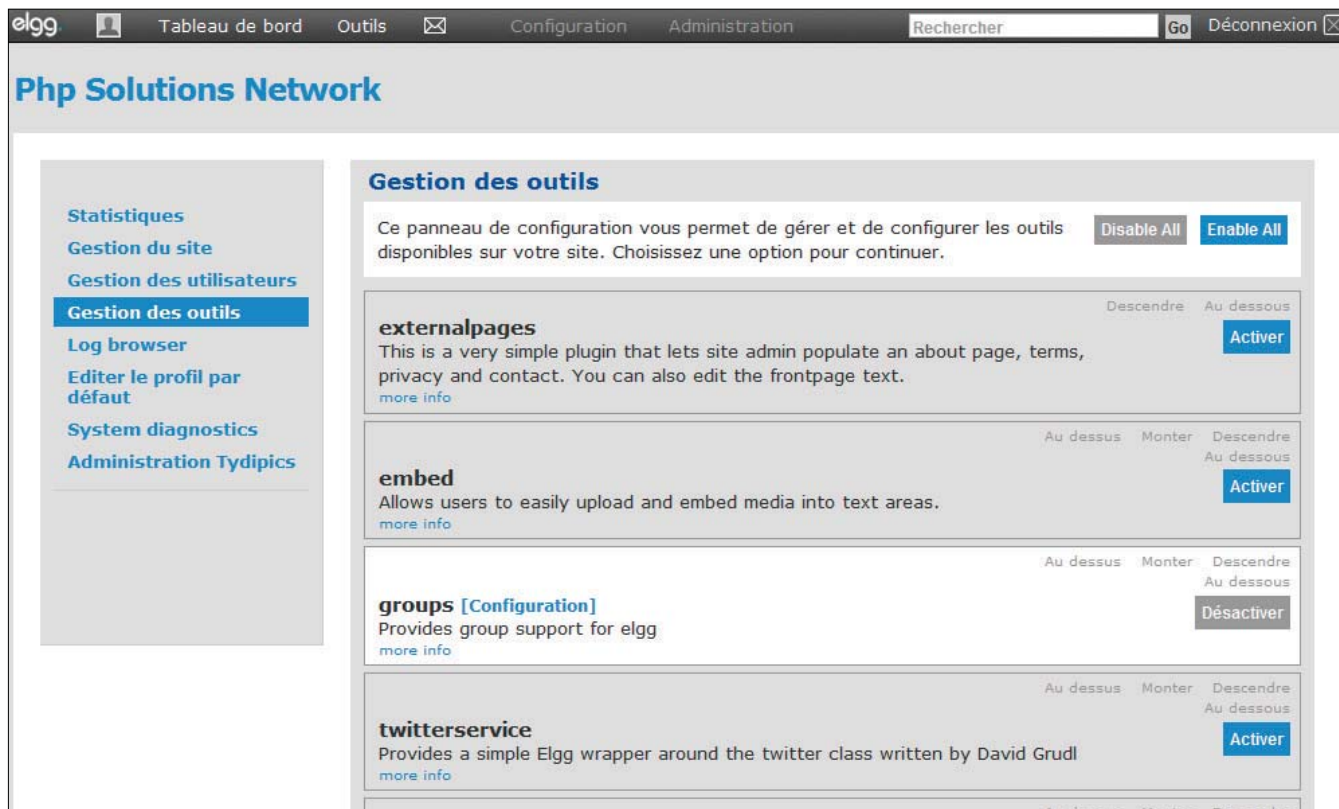 elgg. Tableau de bord Outils Configuration Administration Rechercher Go Déconnexion
Php Solutions Network
Statistiques
Gestion du site
Gestion des utilisateurs
Gestion des outils
Log browser
Editer le profil par
défaut
System diagnostics
Administration Tydipics
Gestion des outils
Ce panneau de configuration vous permet de gérer et de configurer les outils
disponibles sur votre site. Choisissez une option pour continuer.
Disable All Enable All
Descendre Au dessous
externalpages
Activer
This is a very simple plugin that lets site admin populate an about page, terms,
privacy and contact. You can also edit the frontpage text.
more info
Au dessus Monter Descendre
Au dessous
embed
Activer
Allows users to easily upload and embed media into text areas.
more info
Au dessus Monter Descendre
Au dessous
groups [Configuration]
Désactiver
Provides group support for elgg
more info
Au dessus Monter Descendre
Au dessous
twitterservice
Activer
Provides a simple Elgg wrapper around the twitter class written by David Grudl
more info